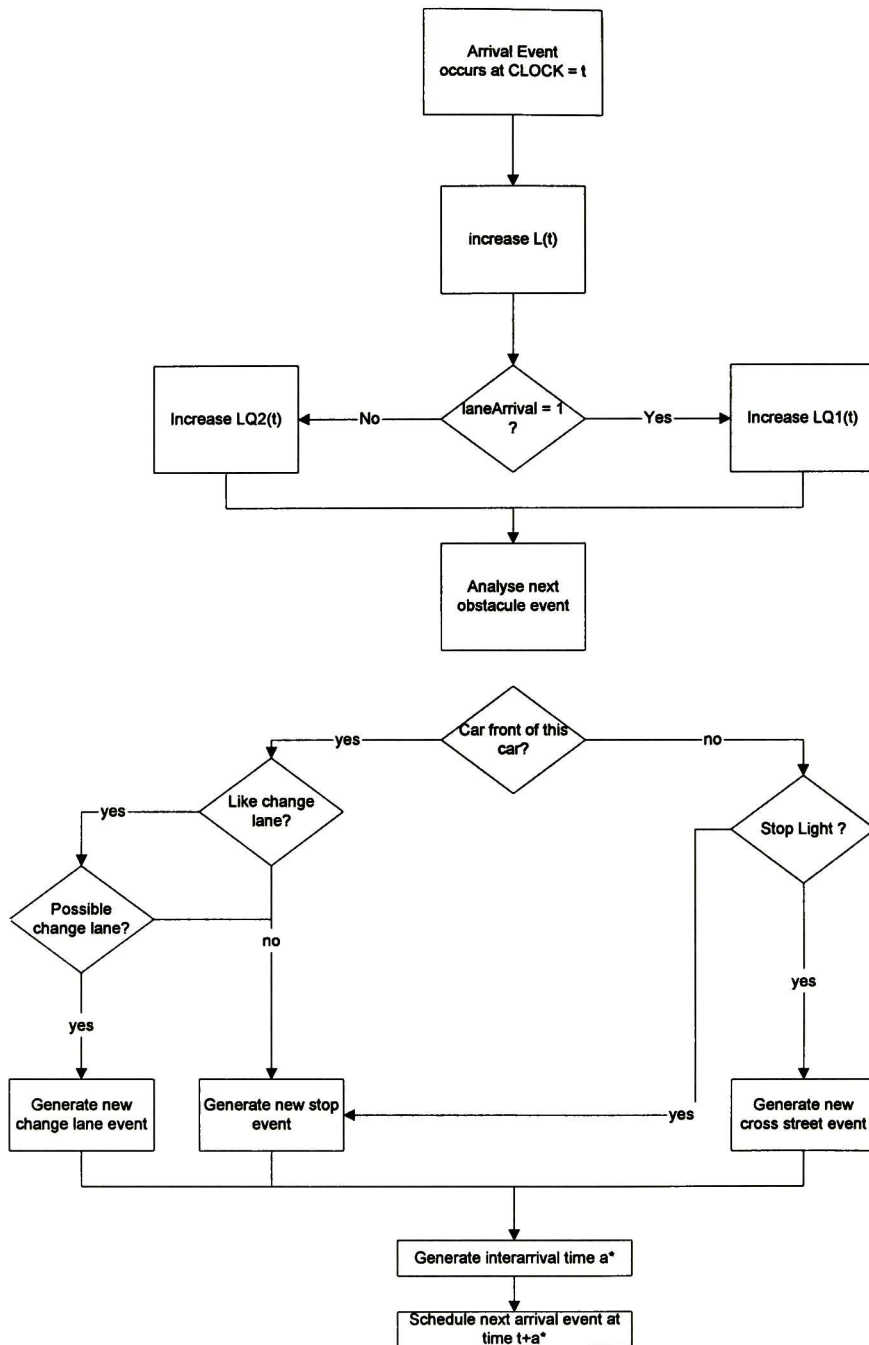 Arrival Event
occurs at CLOCK = t
increase L(t)
laneArrival = 1
?
No
Yes
Increase LQ2(t)
Increase LQ1(t)
Analyse next
obstacule event
Car front of this
car?
yes
no
Like change
lane?
Stop Light ?
yes
Possible
change lane?
no
yes
yes
Generate new
change lane event
Generate new stop
event
yes
Generate new
cross street event
Generate interarrival time a*
Schedule next arrival event at
time t+a*